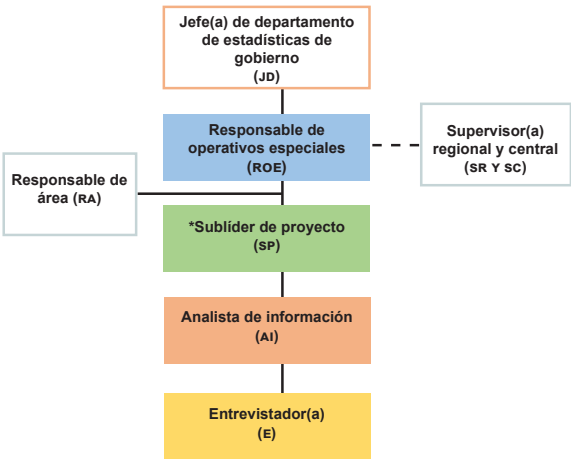 Jefe(a) de departamento
de estadísticas de
gobierno
(JD)
Responsable de
operativos especiales
(ROE)
Supervisor(a)
regional y central
(SR Y SC)
Responsable de
área (RA)
*Sublíder de proyecto
(SP)
Analista de información
(AI)
Entrevistador(a)
(E)